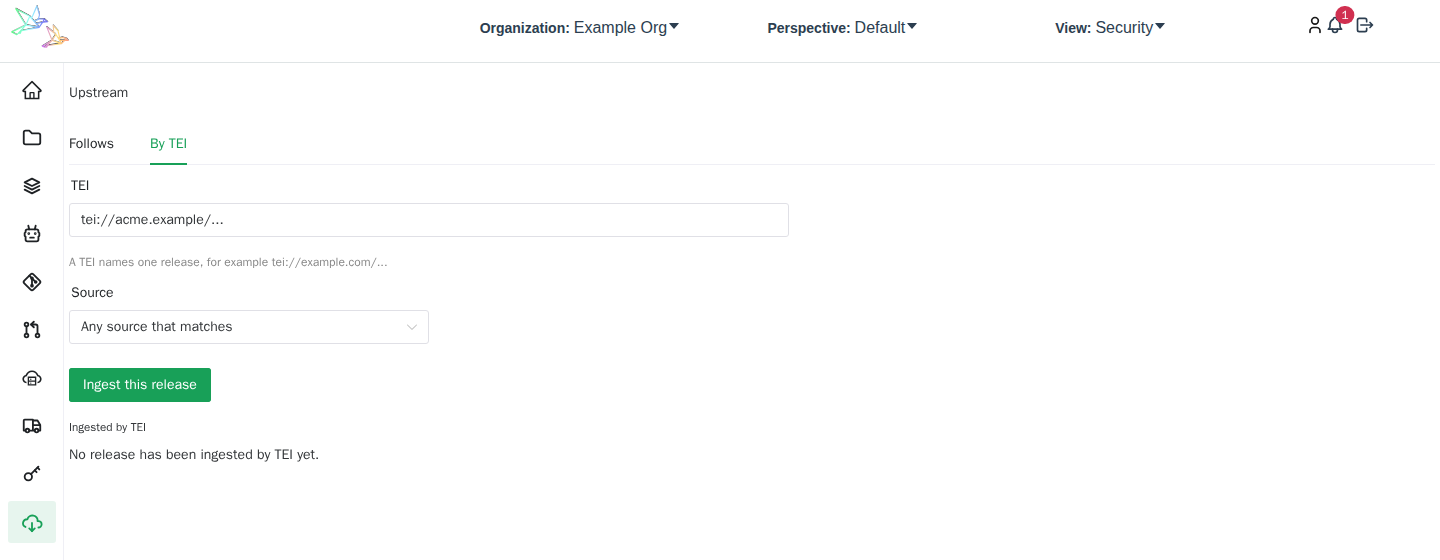 Organization: Example Org Perspective: Default View: Security 1
Upstream
Follows By TEI
TEI
tei://acme.example/...
A TEI names one release, for example tei://example.com/...
Source
Any source that matches
Ingest this release
Ingested by TEI
No release has been ingested by TEI yet.